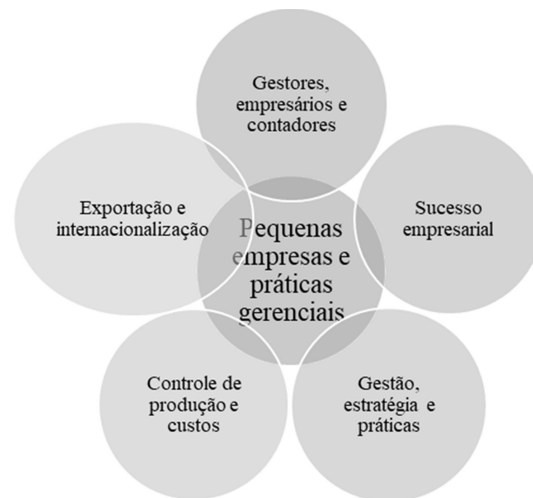 Gestores,
empresários e
contadores
Exportação e
internacionalização
Sucesso
empresarial
Pequenas
empresas e
práticas
gerenciais
Controle de
produção e
custos
Gestão,
estratégia e
práticas